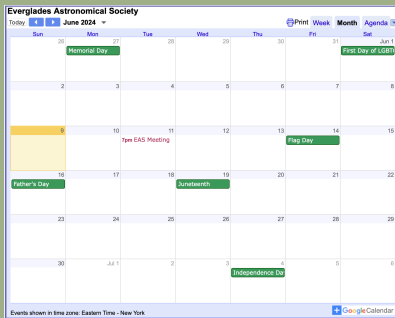 Everglades Astronomical Society
Today June 2024 Print Week Month Agenda
Sun Mon Tue Wed Thu Fri Sat
26 27 28 29 30 31 Jun 1
Memorial Day First Day of LGBT
2 3 4 5 6 7 8
9 10 11 12 13 14 15
7pm EAS Meeting Flag Day
16 17 18 19 20 21 22
Father's Day Juneteenth
23 24 25 26 27 28 29
30 Jul 1 2 3 4 5 6
Independence Da
Events shown in time zone: Eastern Time - New York
GoogleCalendar